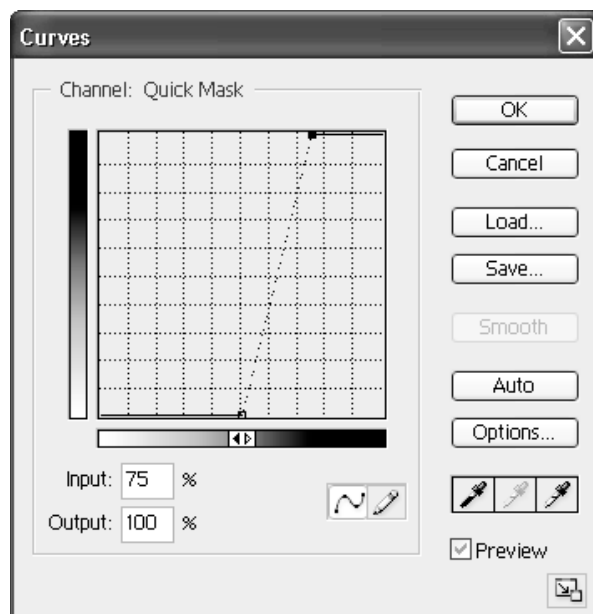 Curves
Channel: Quick Mask
OK
Cancel
Load...
Save...
Smooth
Auto
Options...
Input: 75 %
Output: 100 %
Preview